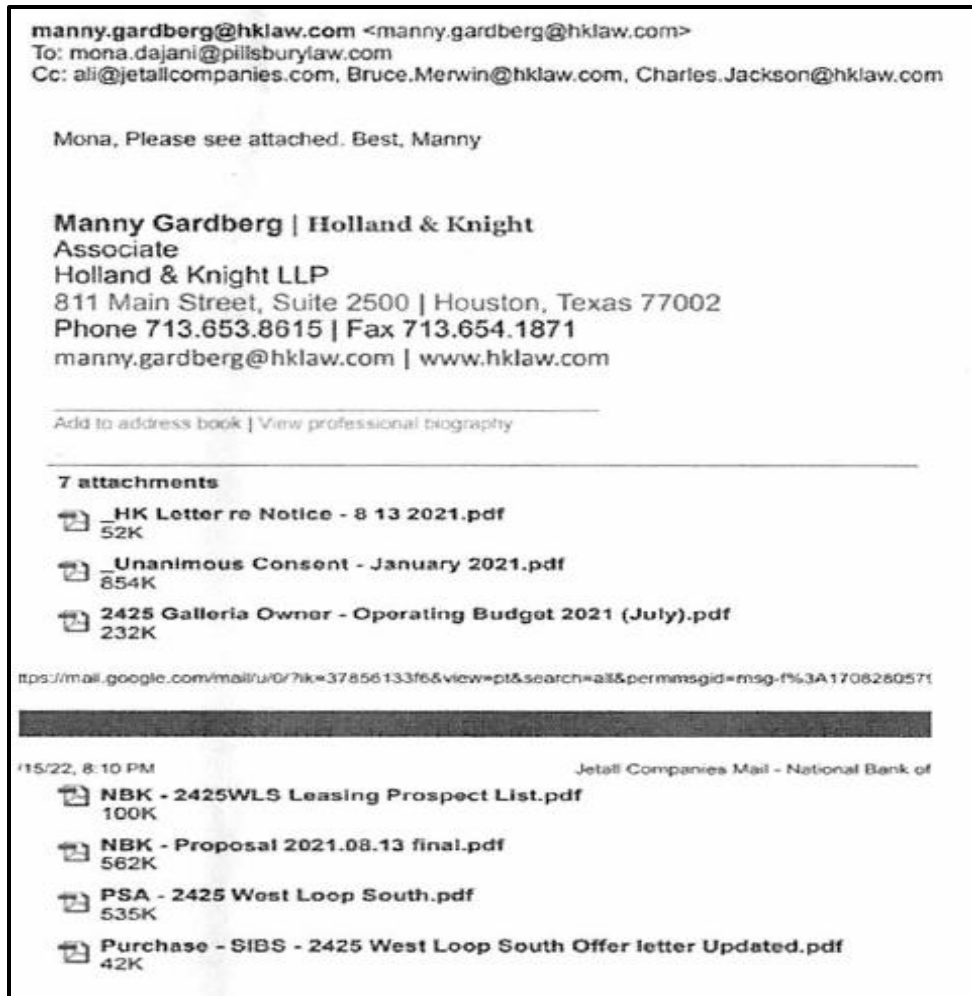 manny.gardberg@hklaw.com <manny.gardberg@hklaw.com>
To: mona.dajani@pillsburylaw.com
Cc: ali@jetallcompanies.com, Bruce.Merwin@hklaw.com, Charles.Jackson@hklaw.com
Mona, Please see attached. Best, Manny
Manny Gardberg | Holland & Knight
Associate
Holland & Knight LLP
811 Main Street, Suite 2500 | Houston, Texas 77002
Phone 713.653.8615 | Fax 713.654.1871
manny.gardberg@hklaw.com | www.hklaw.com
Add to address book | View professional biography
7 attachments
_HK Letter re Notice - 8 13 2021.pdf
52K
_Unanimous Consent - January 2021.pdf
854K
2425 Galleria Owner - Operating Budget 2021 (July).pdf
232K
ttps://mail.google.com/mail/u/0/?ik=37856133f6&view=pt&search=all&permmsgid=msg-f%3A170828057
/15/22, 8:10 PM Jetall Companies Mail - National Bank of
NBK - 2425WLS Leasing Prospect List.pdf
100K
NBK - Proposal 2021.08.13 final.pdf
562K
PSA - 2425 West Loop South.pdf
535K
Purchase - SIBS - 2425 West Loop South Offer letter Updated.pdf
42K